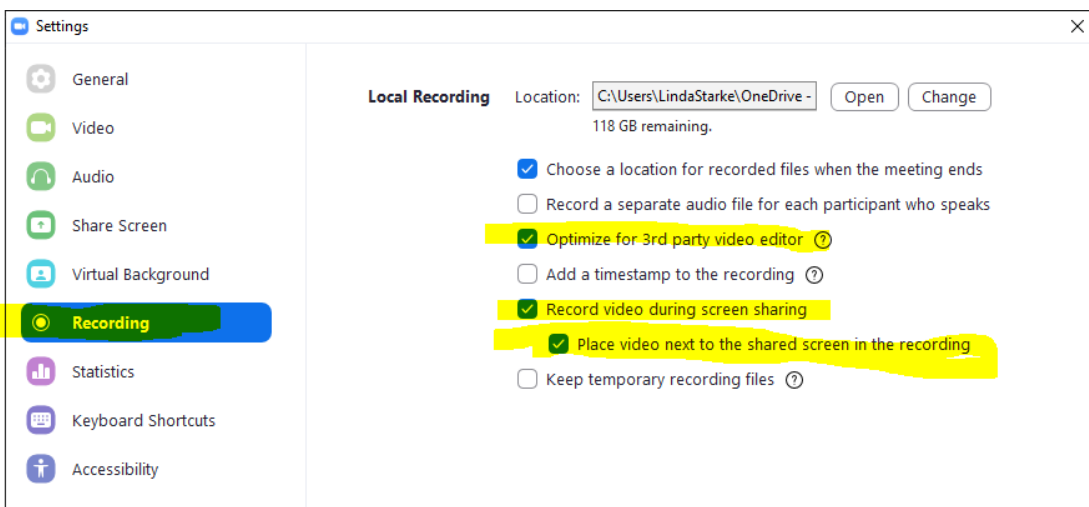 Settings
General
Video
Audio
Share Screen
Virtual Background
Recording
Statistics
Keyboard Shortcuts
Accessibility
Local Recording Location: C:\Users\LindaStarke\OneDrive - Open Change
118 GB remaining.
Choose a location for recorded files when the meeting ends
Record a separate audio file for each participant who speaks
Optimize for 3rd party video editor ?
Add a timestamp to the recording ?
Record video during screen sharing
Place video next to the shared screen in the recording
Keep temporary recording files ?